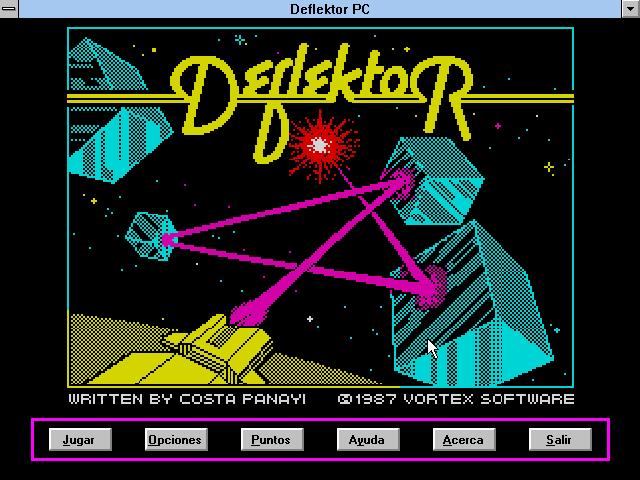 Deflektor PC
Deflektor
WRITTEN BY COSTA PANAYI ©1987 VORTEX SOFTWARE
Jugar Opciones Puntos Ayuda Acerca Salir